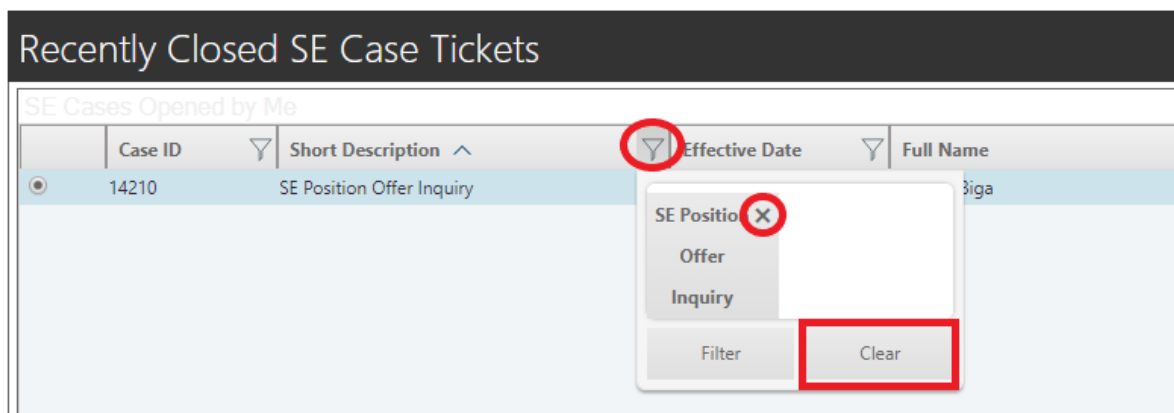 Recently Closed SE Case Tickets
SE Cases Opened by Me
Case ID Short Description Effective Date Full Name
14210 SE Position Offer Inquiry Biga
SE Position
Offer
Inquiry
Filter Clear